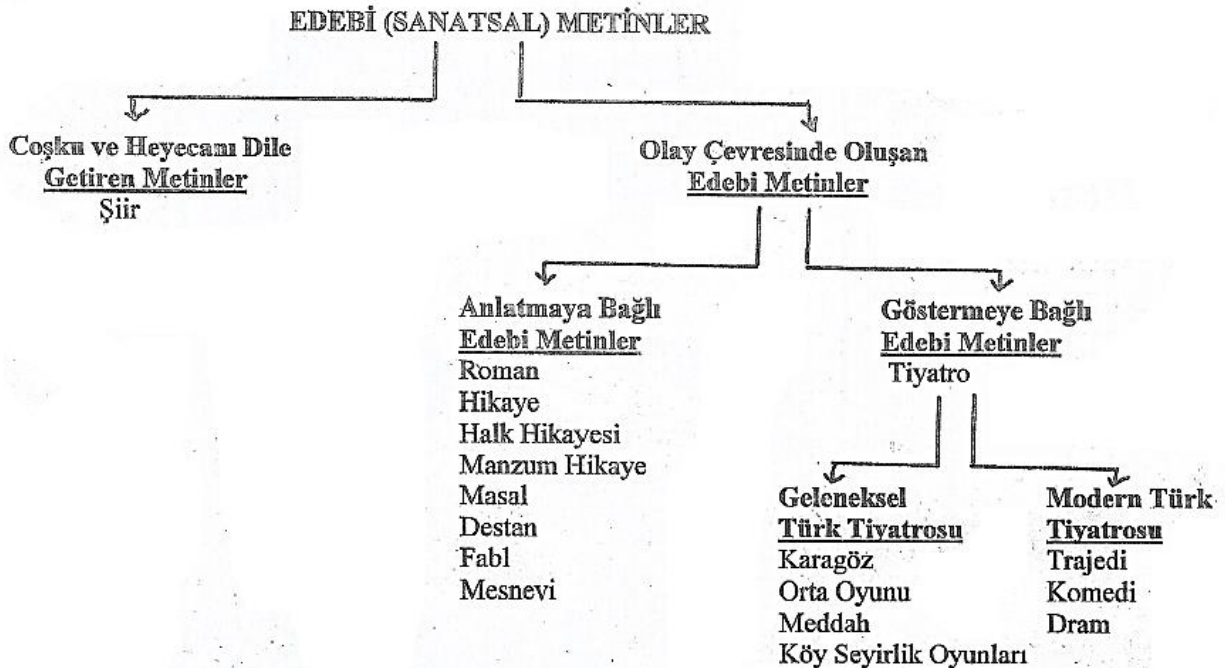 EDEBİ (SANATSAL) METİNLER
Coşku ve Heyecanı Dile
Getiren Metinler
Şiir
Olay Çevresinde Oluşan
Edebi Metinler
Anlatmaya Bağlı
Edebi Metinler
Roman
Hikaye
Halk Hikayesi
Manzum Hikaye
Masal
Destan
Fabl
Mesnevi
Göstermeye Bağlı
Edebi Metinler
Tiyatro
Geleneksel
Türk Tiyatrosu
Karagöz
Orta Oyunu
Meddah
Köy Seyirlik Oyunları
Modern Türk
Tiyatrosu
Trajedi
Komedi
Dram